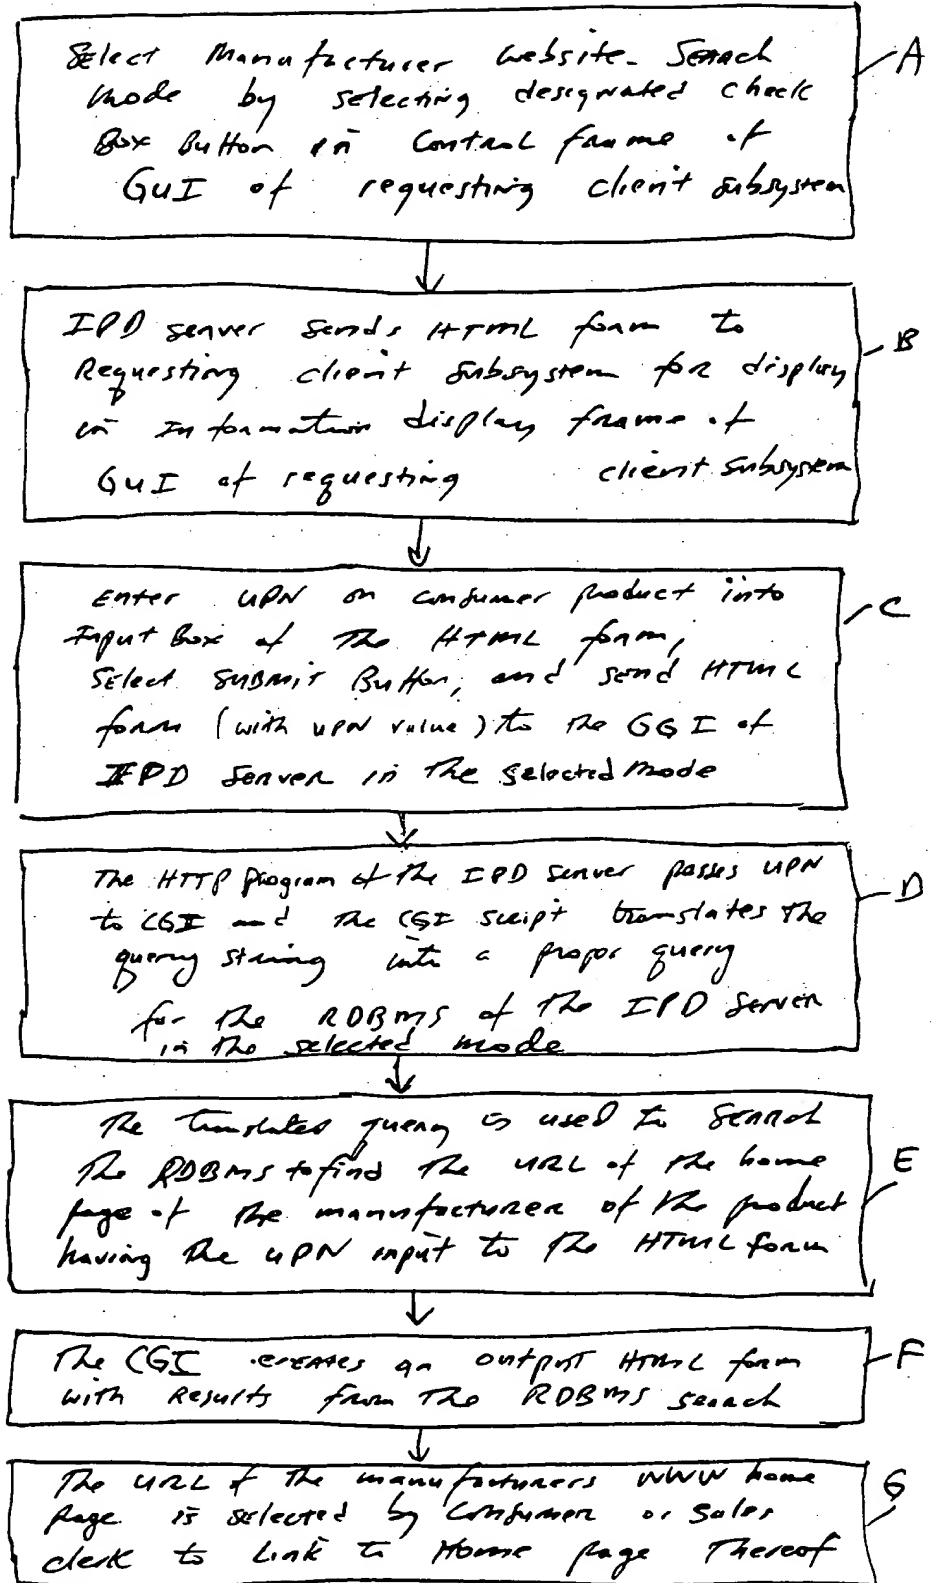 Select Manufacturer Website-Search
Mode by selecting designated check
Box Button in Control frame of
GUI of requesting client subsystem
A
IPD server sends HTML form to
Requesting client subsystem for display
in Information display frame of
GUI of requesting client subsystem
B
Enter UPN on consumer product into
Input Box of the HTML form,
Select SUBMIT Button, and send HTML
form (with UPN value) to the GGI of
IPD Server in the selected mode
C
The HTTP program of the IPD server passes UPN
to CGI and the CGI script translates the
query string into a propor query
for the RDBMS of the IPD Server
in the selected mode
D
The translated query is used to Search
the RDBMS to find the URL of the home
page of the manufacturer of the product
having the UPN input to the HTML form
E
The CGI creates an output HTML form
with Results from the RDBMS search
F
The URL of the manufacturers WWW home
Page is selected by Consumer or Sales
clerk to Link to Home page Thereof
G